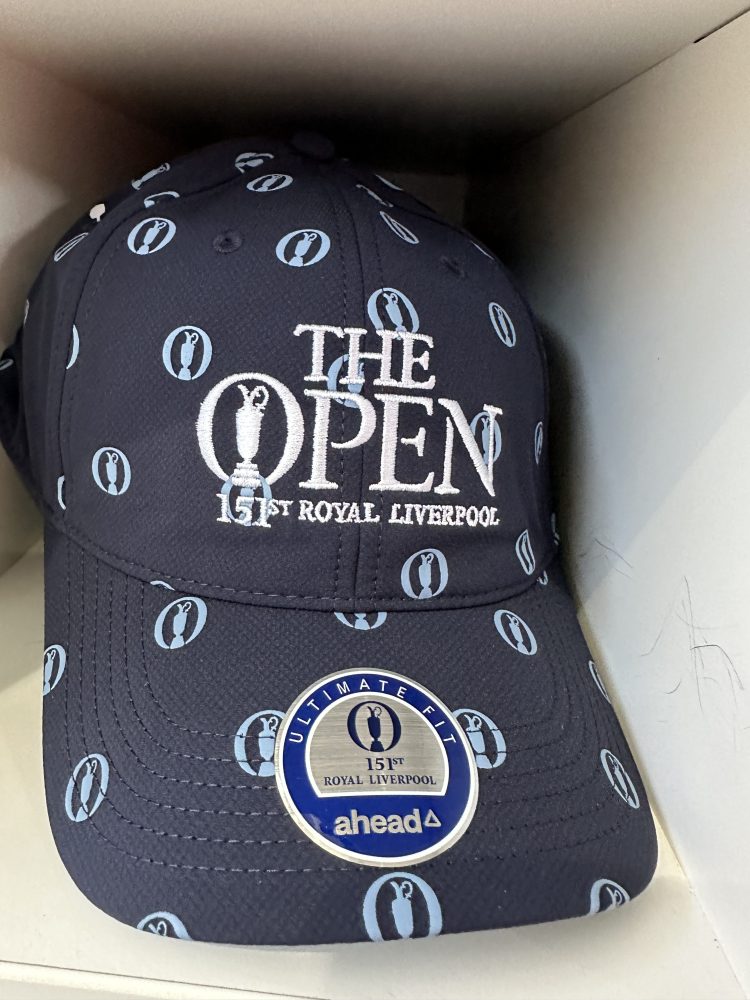 THE
OPEN
151ST ROYAL LIVERPOOL
ULTIMATE FIT
151ST
ROYAL LIVERPOOL
ahead